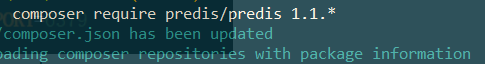 composer require predis/predis 1.1.*
/composer.json has been updated
oading composer repositories with package information